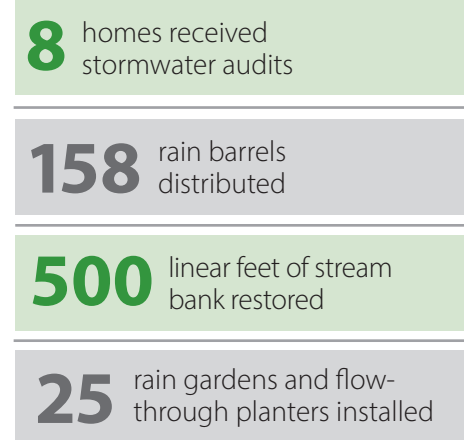 8 homes received
stormwater audits
158 rain barrels
distributed
500 linear feet of stream
bank restored
25 rain gardens and flow-
through planters installed